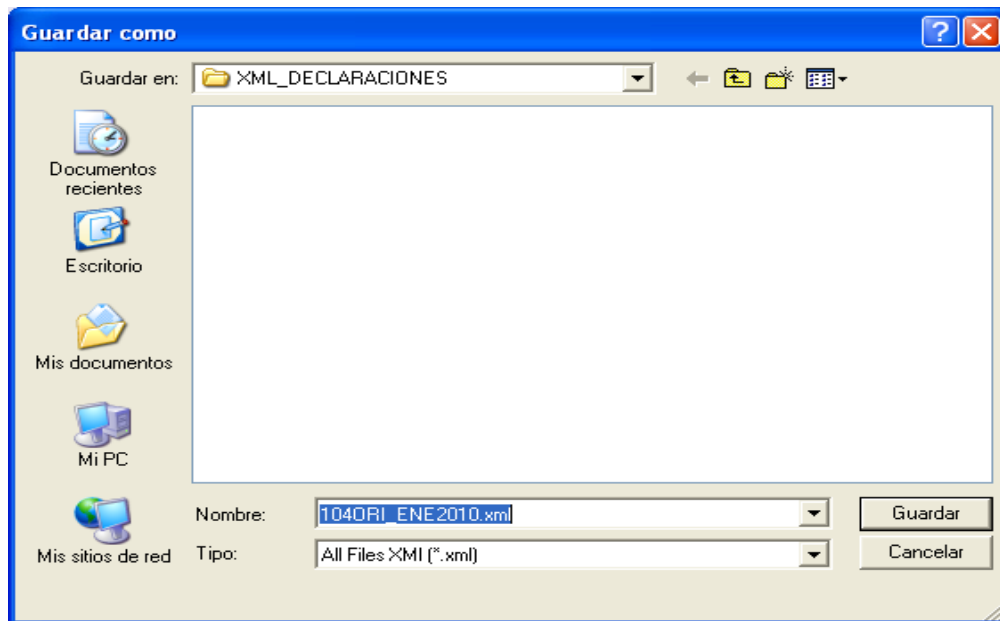 Guardar como
Guardar en:
XML_DECLARACIONES
Documentos
recientes
Escritorio
Mis documentos
Mi PC
Mis sitios de red
Nombre:
104ORI_ENE2010.xml
Guardar
Tipo:
All Files XMl (*.xml)
Cancelar